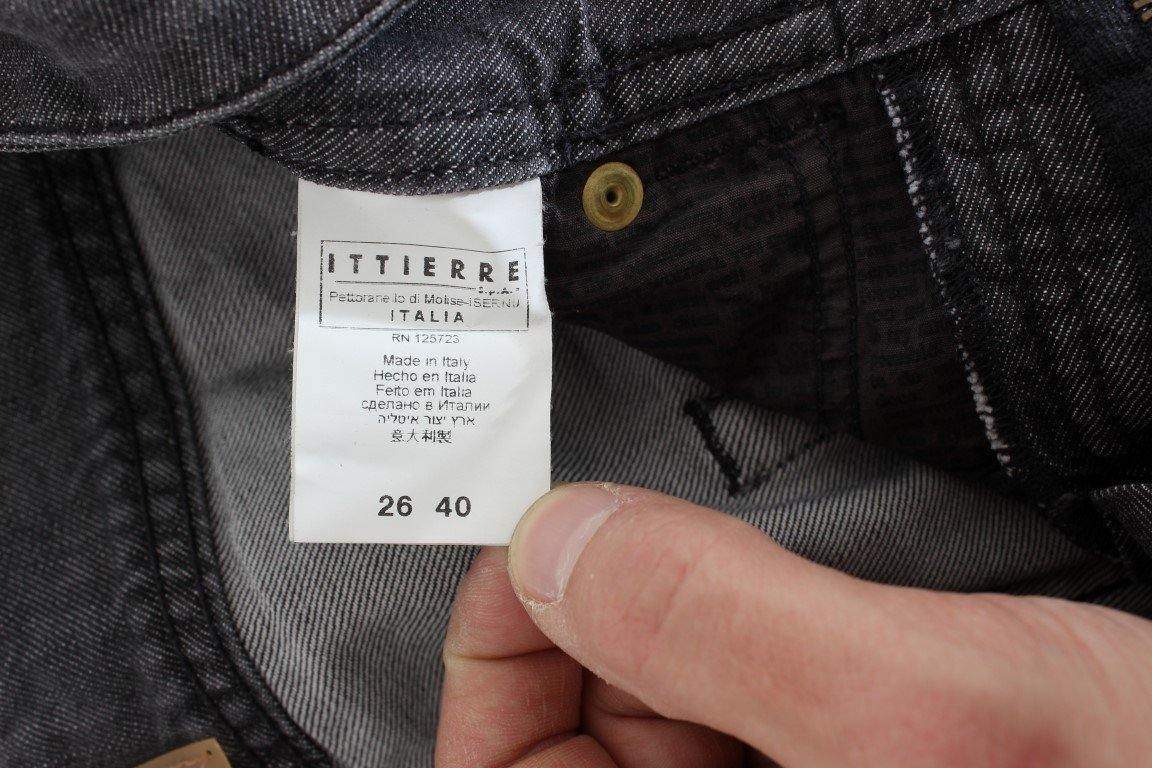 ITTIERRE
S.p.A.
Pettoranello di Molise-ISERNIA
ITALIA
RN 125723
Made in Italy
Hecho en Italia
Feito em Italia
сделано в Италии
ארץ יצור איטליה
意大利製
26 40